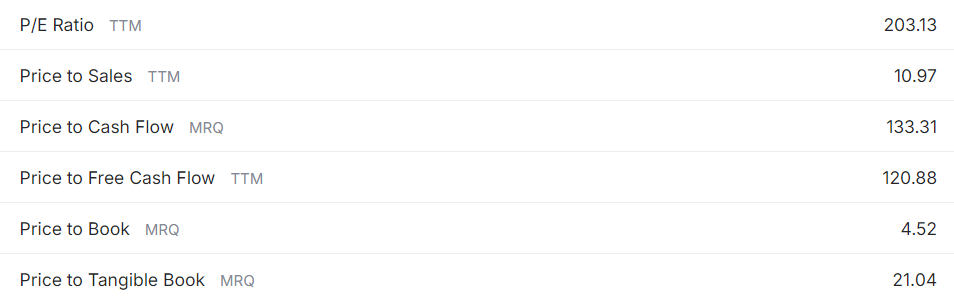 P/E Ratio TTM 203.13
Price to Sales TTM 10.97
Price to Cash Flow MRQ 133.31
Price to Free Cash Flow TTM 120.88
Price to Book MRQ 4.52
Price to Tangible Book MRQ 21.04